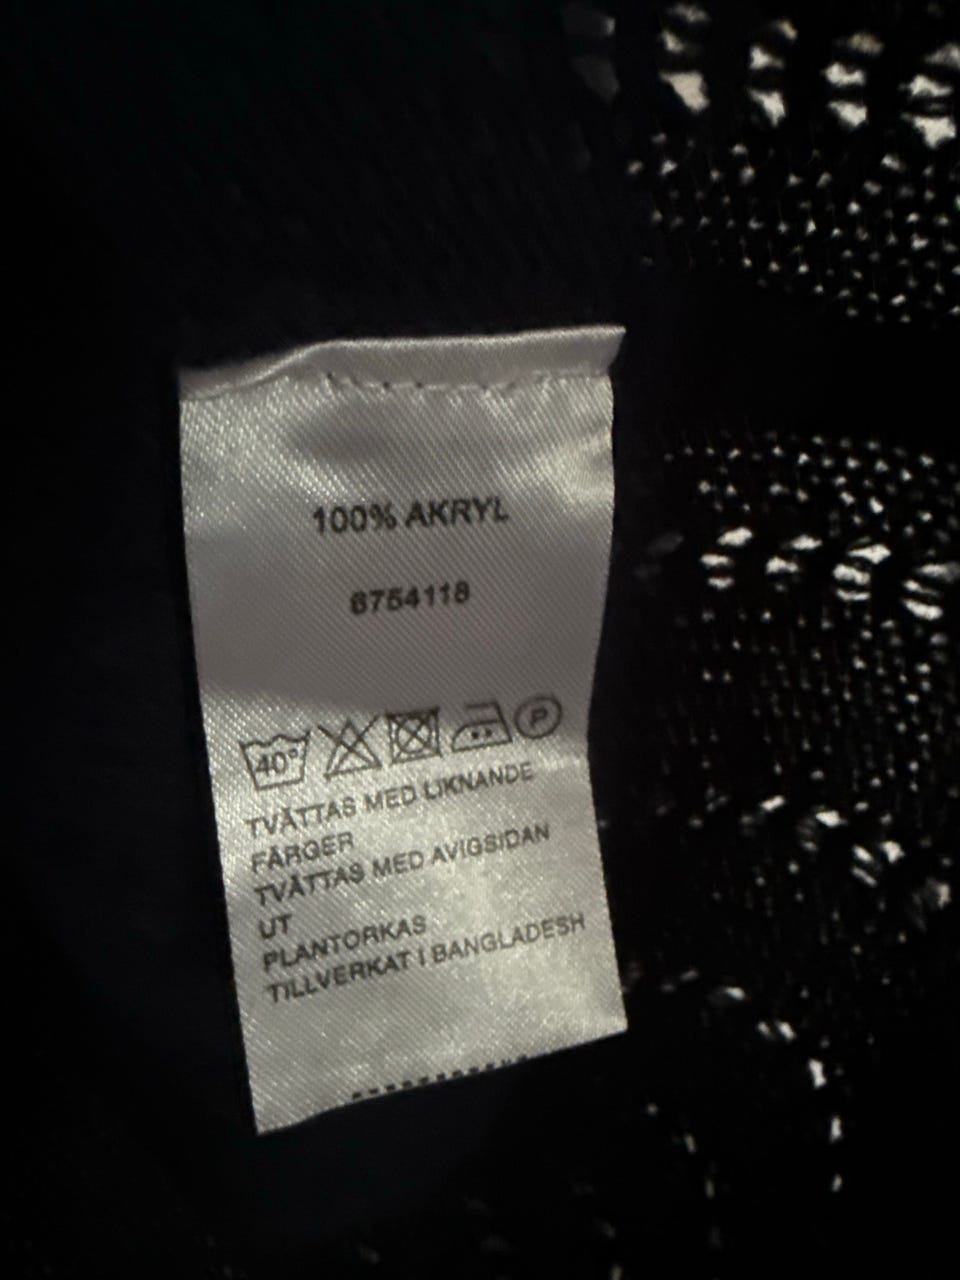 100% AKRYL
6754118
40° P
TVÄTTAS MED LIKNANDE
FÄRGER
TVÄTTAS MED AVIGSIDAN
UT
PLANTORKAS
TILLVERKAT I BANGLADESH